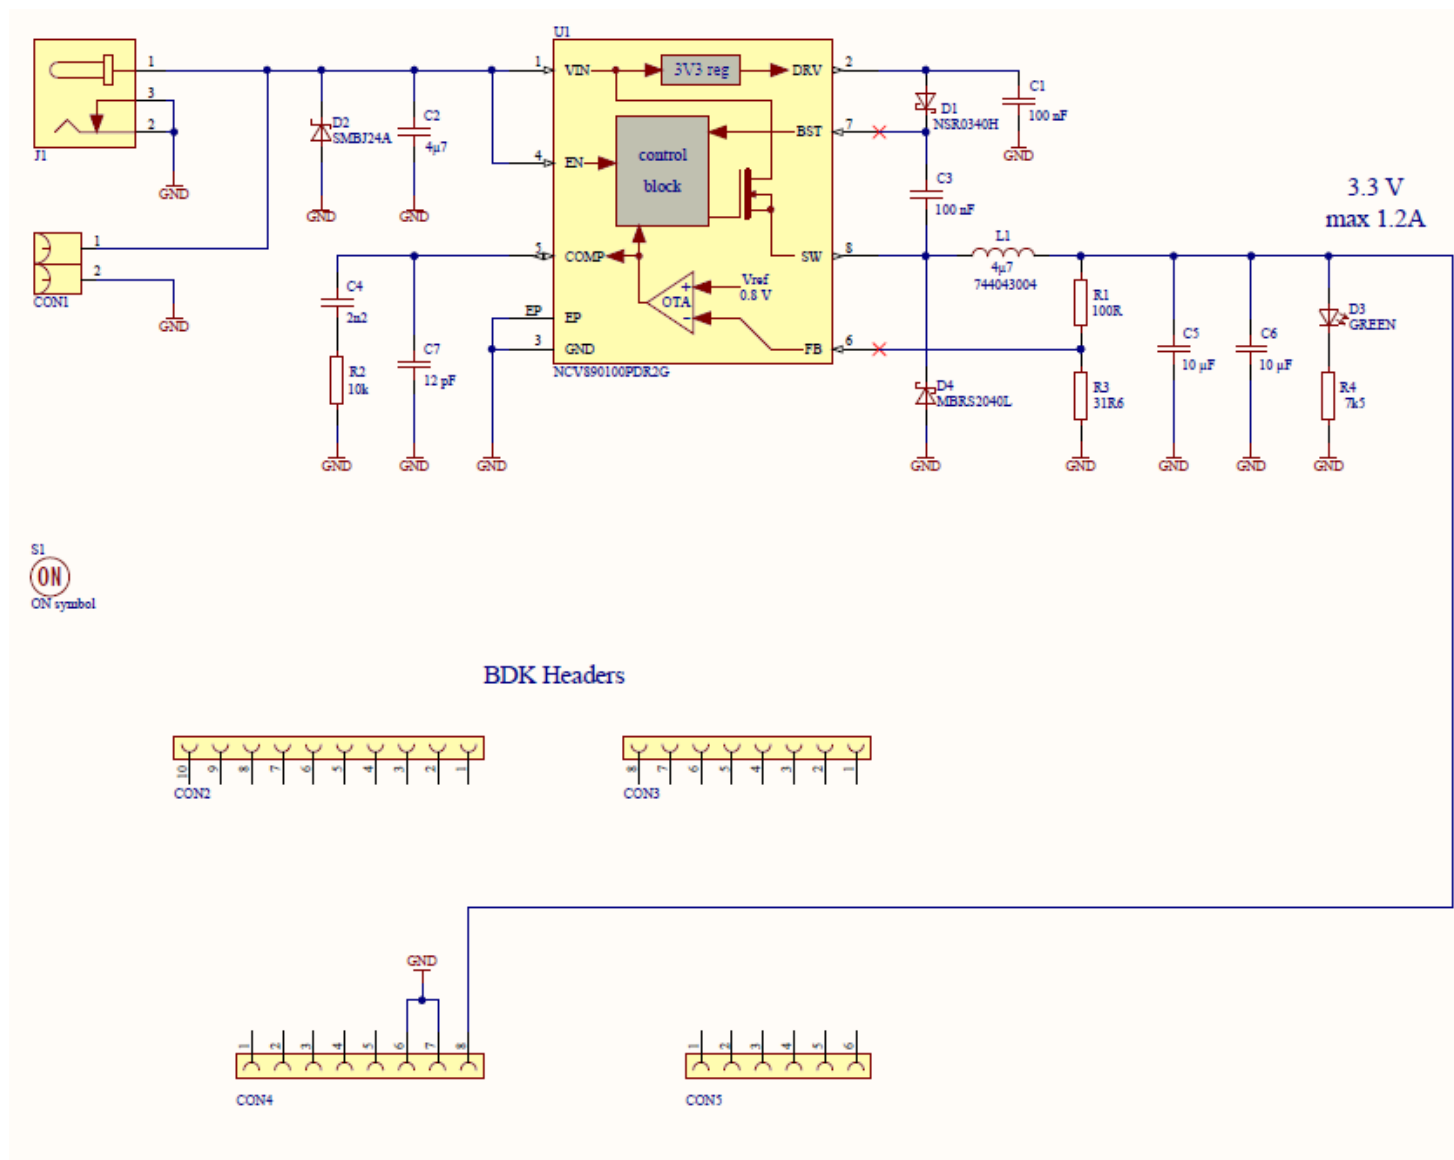 U1
1
3
2
J1
1
2
CON1
GND
GND
D2
SMBJ24A
GND
C2
4µ7
GND
1
VIN
3V3 reg
DRV
2
4
EN
control
block
BST
7
5
COMP
SW
8
OTA
+
-
Vref
0.8 V
EP
EP
3
GND
FB
6
NCV890100PDR2G
C4
2n2
R2
10k
GND
C7
12 pF
GND
GND
D1
NSR0340H
C1
100 nF
GND
C3
100 nF
L1
4µ7
744043004
D4
MBRS2040L
GND
R1
100R
R3
31R6
GND
C5
10 µF
GND
C6
10 µF
GND
D3
GREEN
R4
7k5
GND
3.3 V
max 1.2A
S1
ON
ON symbol
BDK Headers
10 9 8 7 6 5 4 3 2 1
CON2
8 7 6 5 4 3 2 1
CON3
GND
1 2 3 4 5 6 7 8
CON4
1 2 3 4 5 6
CON5